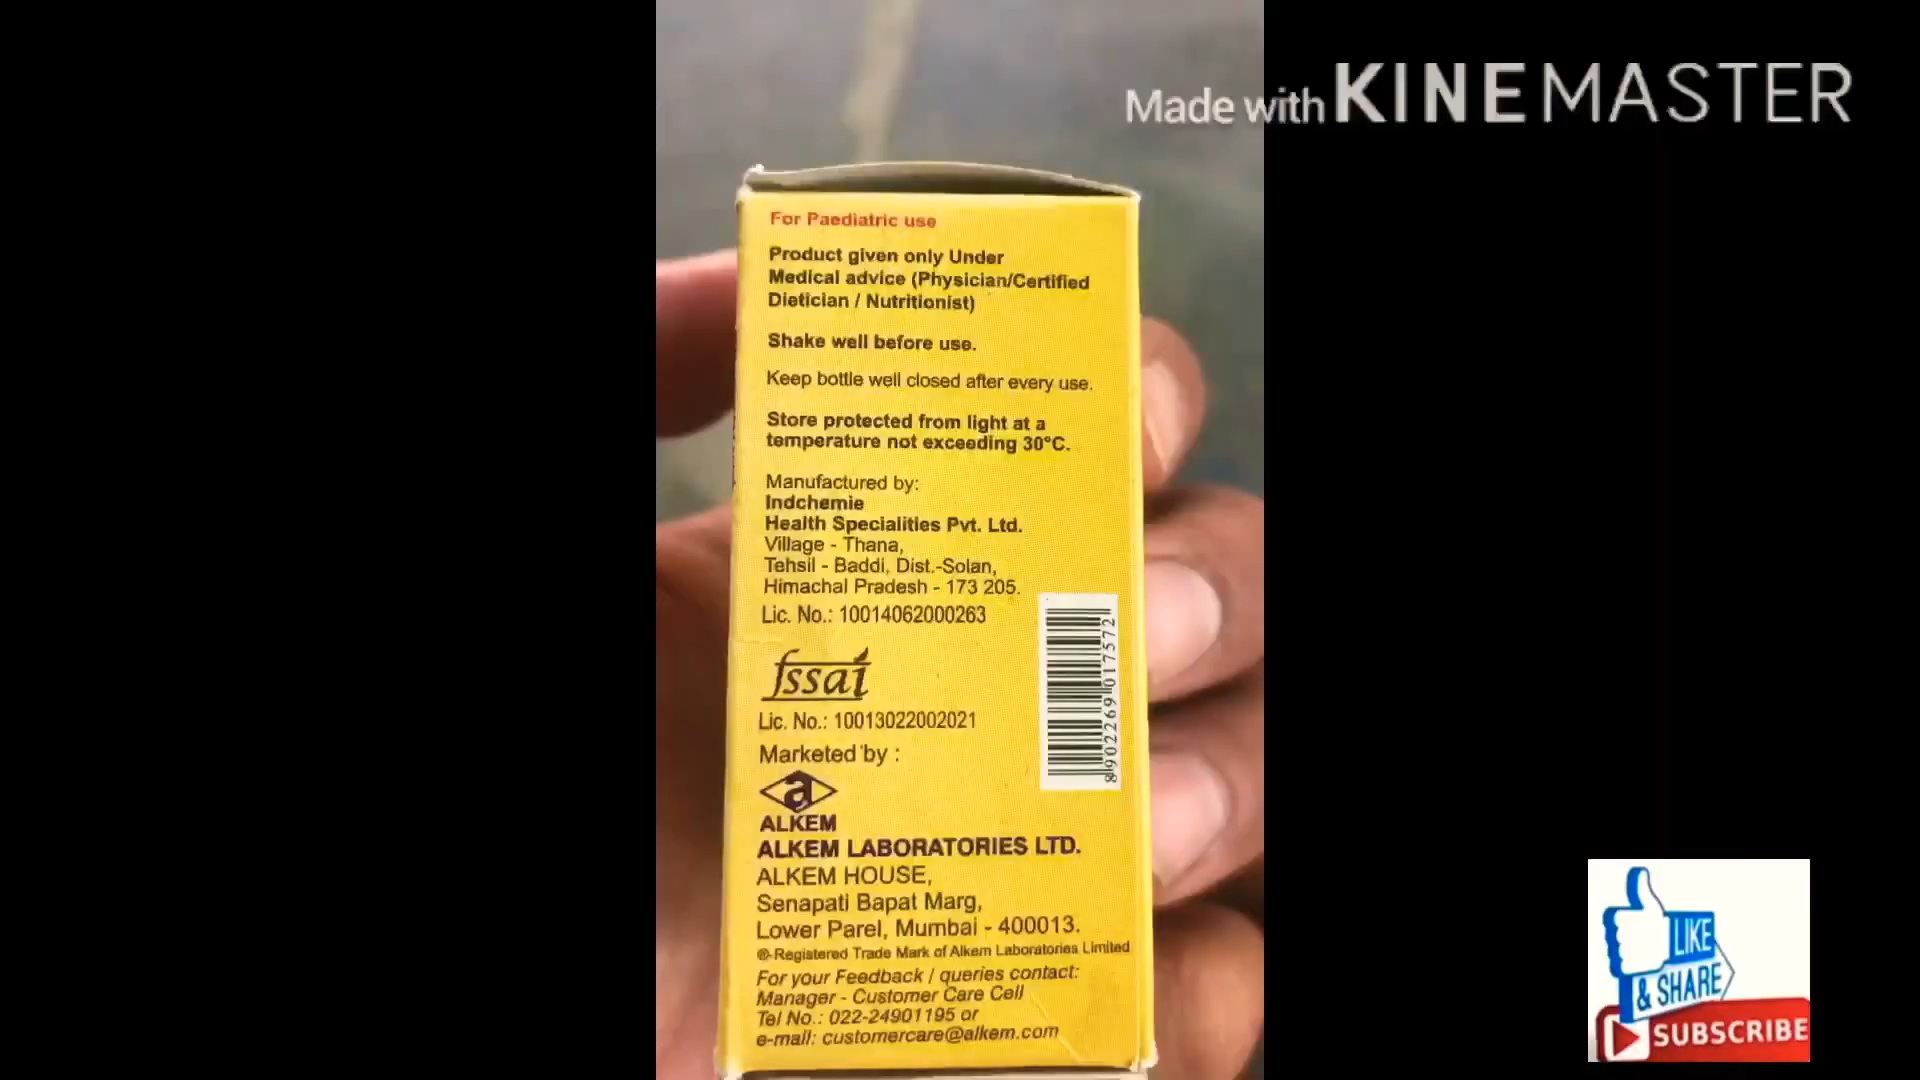 Made with KINEMASTER
For Paediatric use
Product given only Under
Medical advice (Physician/Certified
Dietician / Nutritionist)
Shake well before use.
Keep bottle well closed after every use.
Store protected from light at a
temperature not exceeding 30°C.
Manufactured by:
Indchemie
Health Specialities Pvt. Ltd.
Village - Thana,
Tehsil - Baddi, Dist.-Solan,
Himachal Pradesh - 173 205.
Lic. No.: 10014062000263
fssai
Lic. No.: 10013022002021
8902269017572
Marketed by :
a
ALKEM
ALKEM LABORATORIES LTD.
ALKEM HOUSE,
Senapati Bapat Marg,
Lower Parel, Mumbai - 400013.
®-Registered Trade Mark of Alkem Laboratories Limited
For your Feedback / queries contact:
Manager - Customer Care Cell
Tel No.: 022-24901195 or
e-mail: customercare@alkem.com
LIKE
& SHARE
SUBSCRIBE